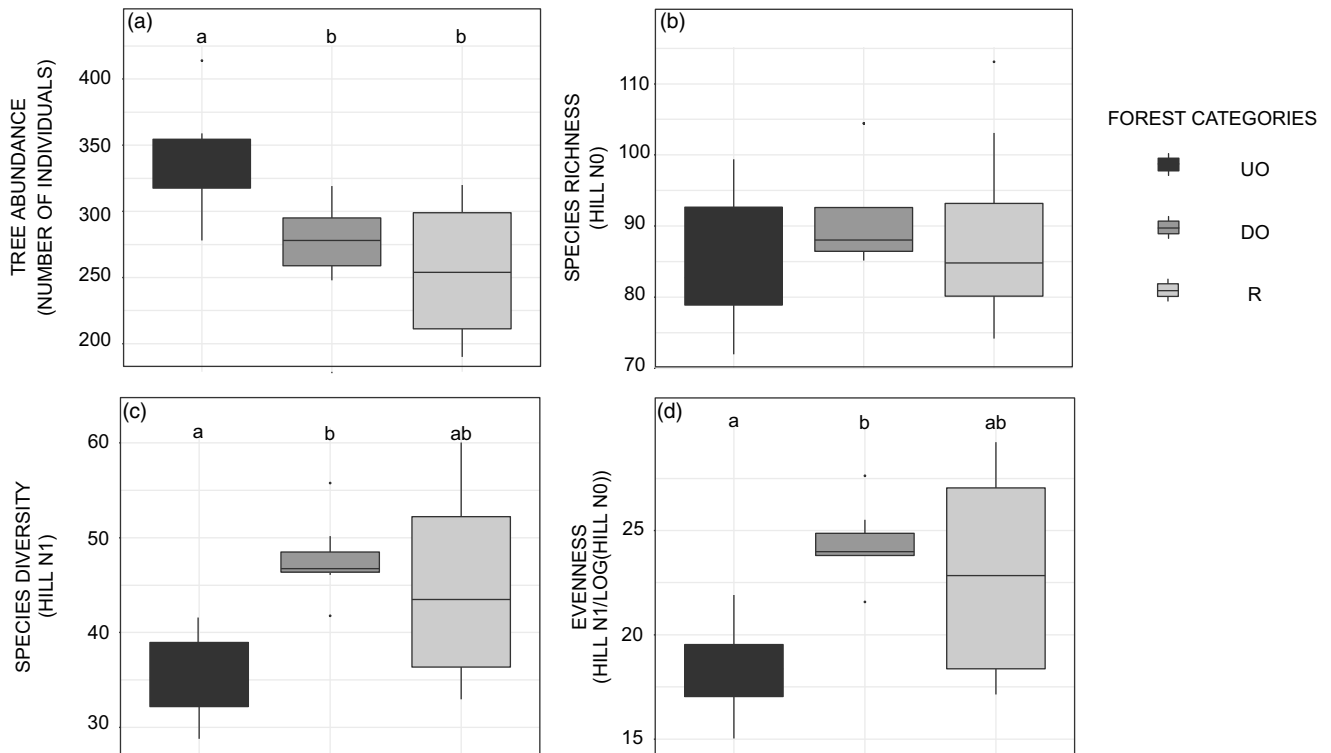 (a)
a b b
TREE ABUNDANCE
(NUMBER OF INDIVIDUALS)
400
350
300
250
200
(b)
SPECIES RICHNESS
(HILL N0)
110
100
90
80
70
FOREST CATEGORIES
UO
DO
R
(c)
a b ab
SPECIES DIVERSITY
(HILL N1)
60
50
40
30
(d)
a b ab
EVENNESS
(HILL N1/LOG(HILL N0))
25
20
15